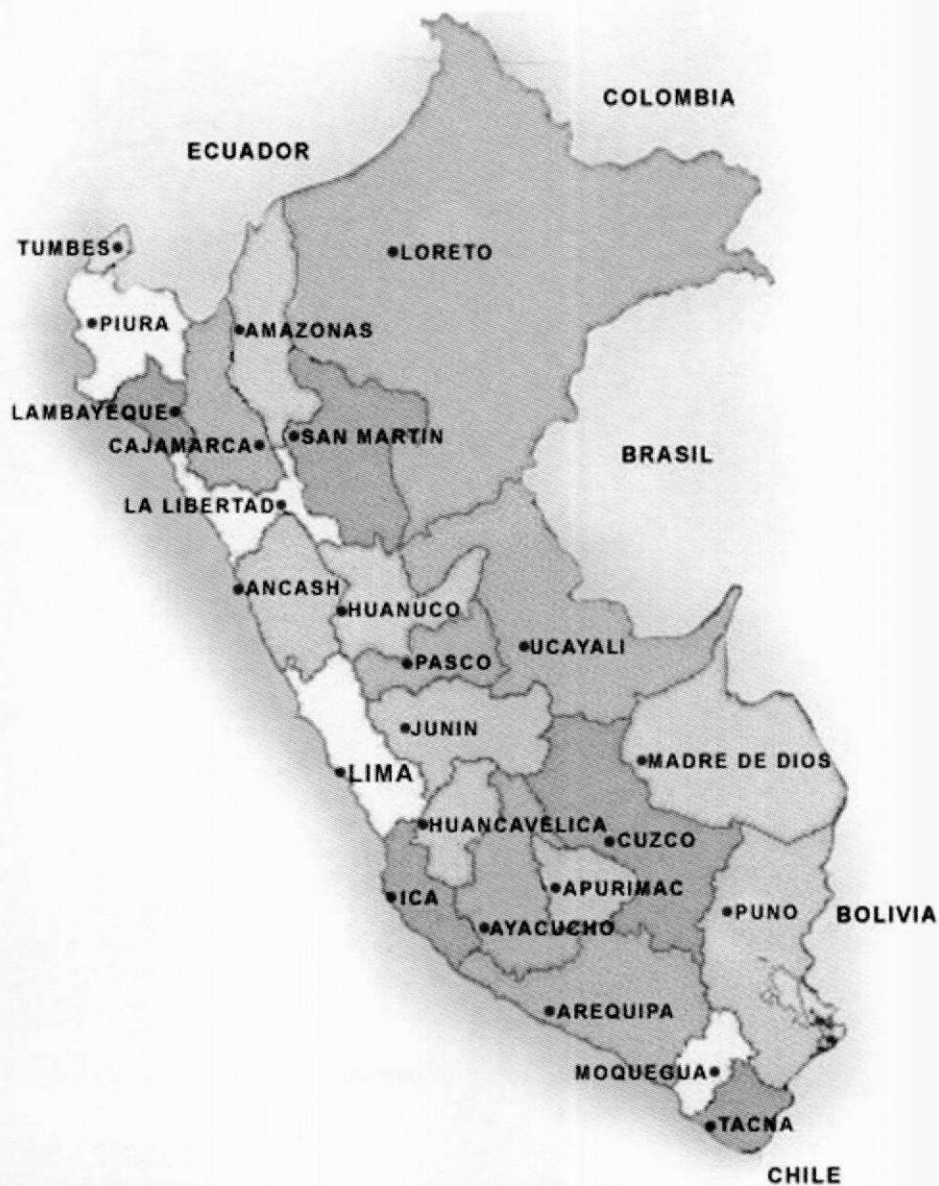 COLOMBIA
ECUADOR
TUMBES
LORETO
PIURA
AMAZONAS
LAMBAYEQUE
CAJAMARCA
SAN MARTIN
BRASIL
LA LIBERTAD
ANCASH
HUANUCO
UCAYALI
PASCO
JUNIN
MADRE DE DIOS
LIMA
HUANCAVELICA
CUZCO
ICA
APURIMAC
PUNO
BOLIVIA
AYACUCHO
AREQUIPA
MOQUEGUA
TACNA
CHILE